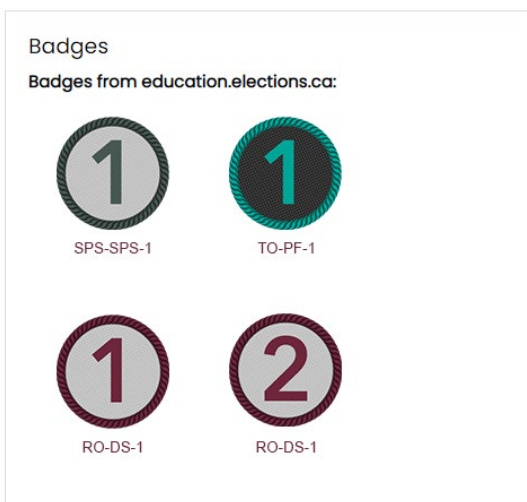 Badges
Badges from education.elections.ca:
1 1
SPS-SPS-1 TO-PF-1
1 2
RO-DS-1 RO-DS-1